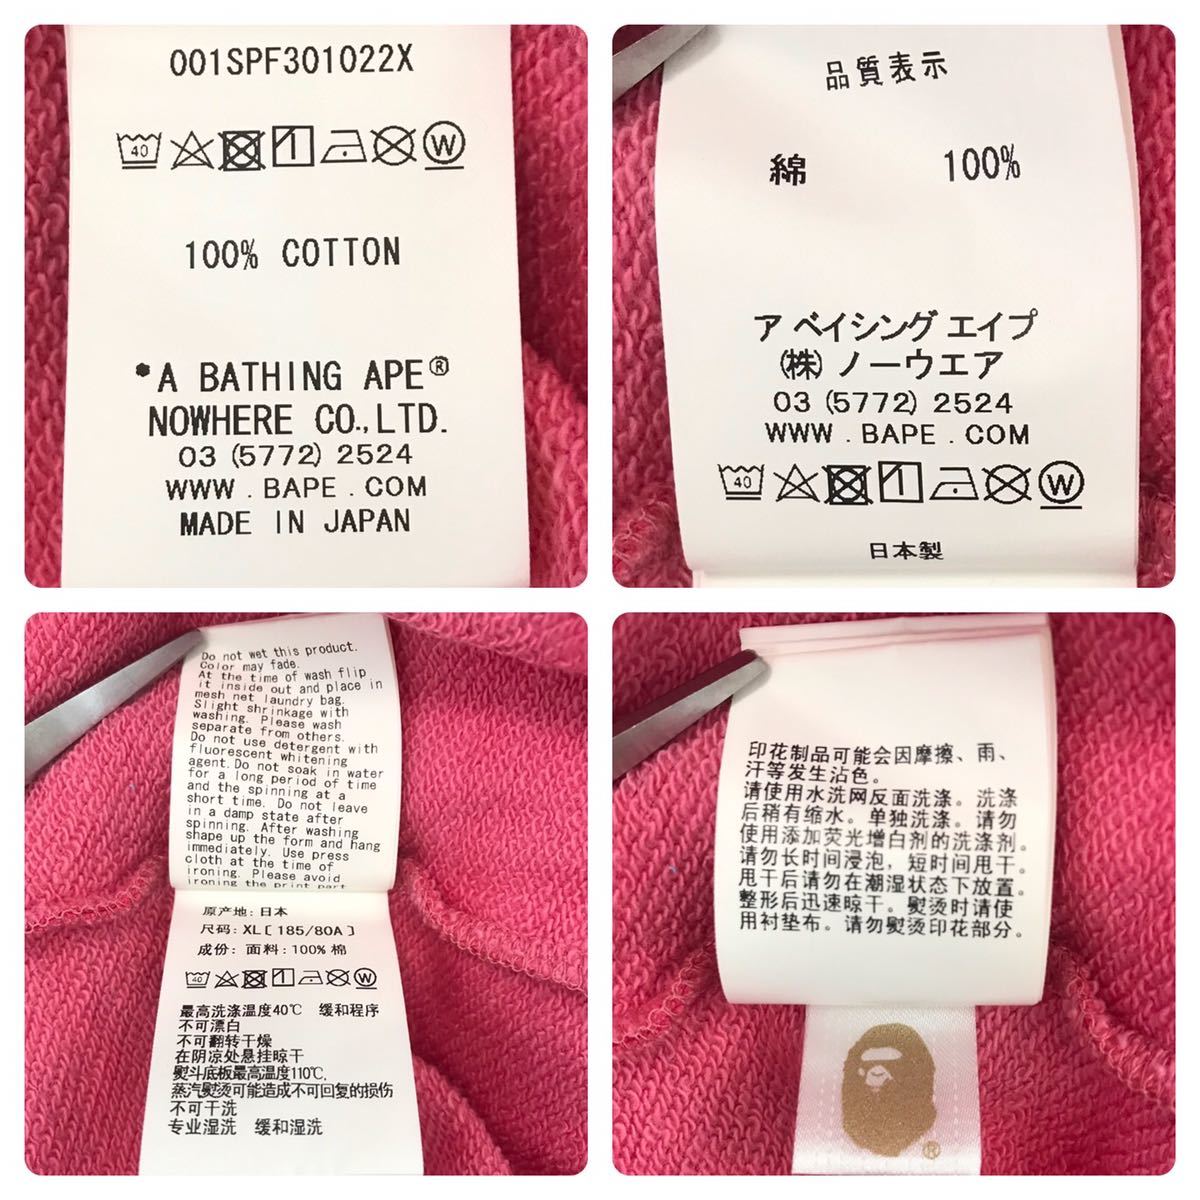 001SPF301022X
40
W
100% COTTON
*A BATHING APE®
NOWHERE CO.,LTD.
03 (5772) 2524
WWW . BAPE . COM
MADE IN JAPAN
品質表示
綿 100%
ア ベイシング エイプ
(株) ノーウエア
03 (5772) 2524
WWW . BAPE . COM
40
W
日本製
Do not wet this product.
Color may fade.
At the time of wash flip
it inside out and place in
mesh net laundry bag.
Slight shrinkage with
washing. Please wash
separate from others.
Do not use detergent with
fluorescent whitening
agent.Do not soak in water
for a long period of time
and the spinning at a
short time. Do not leave
in a damp state after
spinning. After washing
shape up the form and hang
immediately. Use press
cloth at the time of
ironing. Please avoid
ironing the print part
原产地: 日本
尺码: XL[185/80A]
成份: 面料: 100% 棉
40
W
最高洗涤温度40℃ 缓和程序
不可漂白
不可翻转干燥
在阴凉处悬挂晾干
熨斗底板最高温度110℃,
蒸汽熨烫可能造成不可回复的损伤
不可干洗
专业湿洗 缓和湿洗
印花制品可能会因摩擦、雨、
汗等发生沾色。
请使用水洗网反面洗涤。洗涤
后稍有缩水。单独洗涤。请勿
使用添加荧光增白剂的洗涤剂。
请勿长时间浸泡，短时间甩干。
甩干后请勿在潮湿状态下放置。
整形后迅速晾干。熨烫时请使
用衬垫布。请勿熨烫印花部分。
®